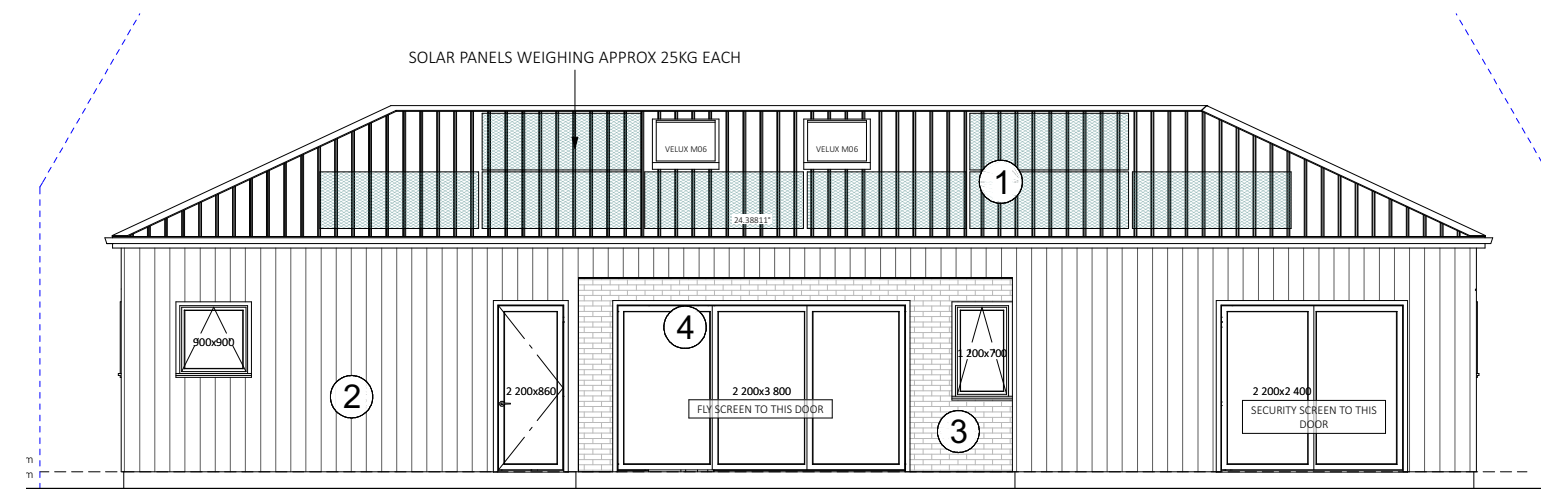 SOLAR PANELS WEIGHING APPROX 25KG EACH
VELUX M06
VELUX M06
1
24.38811°
900x900
4
1 200x700
2
2 200x860
2 200x3 800
FLY SCREEN TO THIS DOOR
2 200x2 400
SECURITY SCREEN TO THIS
DOOR
3
m
m